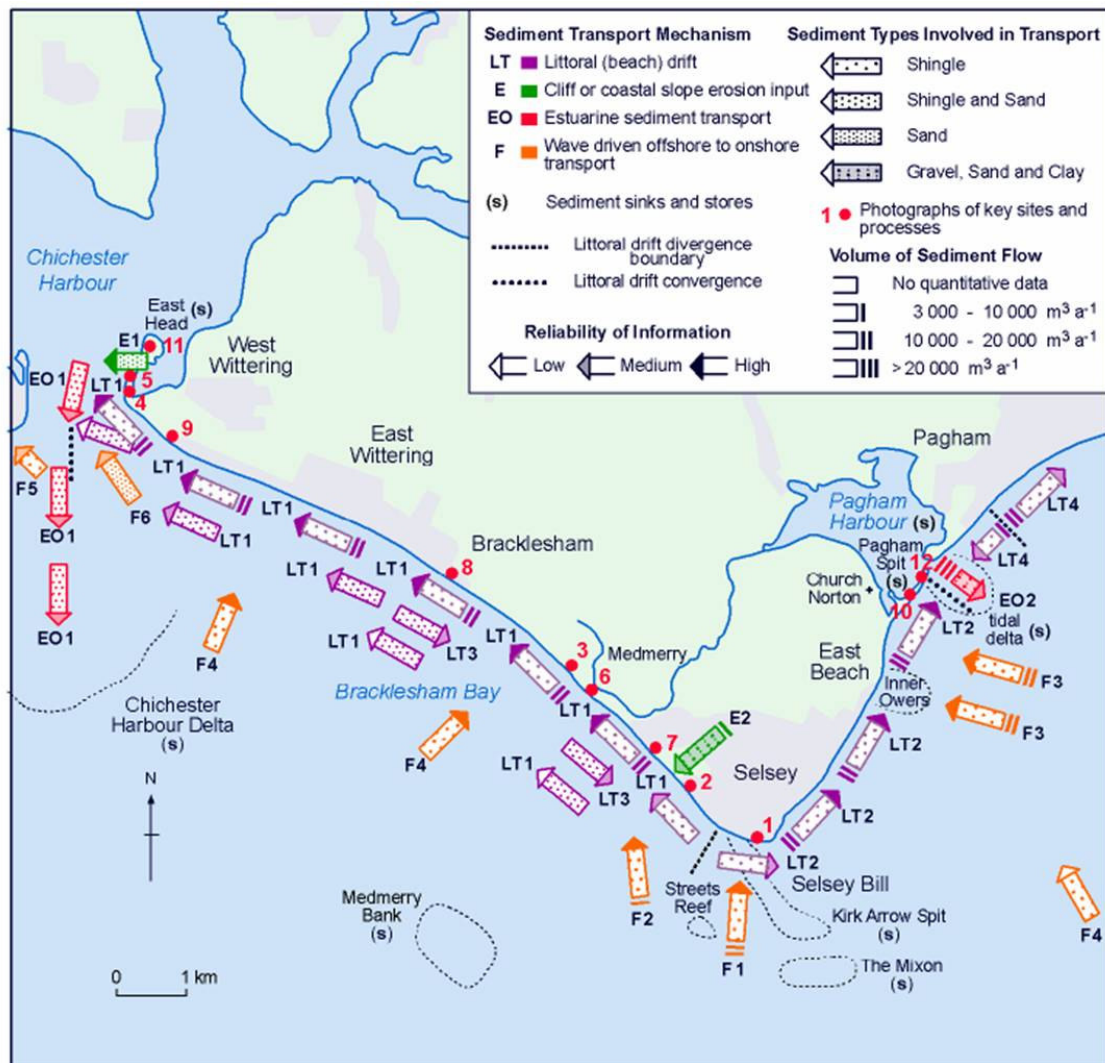 Sediment Transport Mechanism
LT Littoral (beach) drift
E Cliff or coastal slope erosion input
EO Estuarine sediment transport
F Wave driven offshore to onshore
transport
(s) Sediment sinks and stores
Littoral drift divergence
boundary
Littoral drift convergence
Reliability of Information
Low Medium High
Sediment Types Involved in Transport
Shingle
Shingle and Sand
Sand
Gravel, Sand and Clay
1 Photographs of key sites and
processes
Volume of Sediment Flow
No quantitative data
3 000 - 10 000 m³ a⁻¹
10 000 - 20 000 m³ a⁻¹
> 20 000 m³ a⁻¹
Chichester
Harbour
East
Head
(s)
E1
11
West
Wittering
EO1
LT1
5
4
9
East
Wittering
F5
EO1
F6
LT1
LT1
LT1
LT1
LT1
8
Bracklesham
EO1
F4
LT1
LT3
LT1
Bracklesham Bay
F4
Chichester
Harbour Delta
(s)
N
0 1 km
Medmerry
3
6
LT1
7
E2
2
LT1
LT1
LT3
Selsey
1
LT2
Selsey Bill
Streets
Reef
F2
F1
Kirk Arrow Spit
(s)
The Mixon
(s)
Medmerry
Bank
(s)
F4
LT2
LT2
Inner
Owers
F3
F3
East
Beach
LT2
Church
Norton
10
12
EO2
tidal
delta (s)
Pagham
Spit
(s)
Pagham
Harbour (s)
Pagham
LT4
LT4